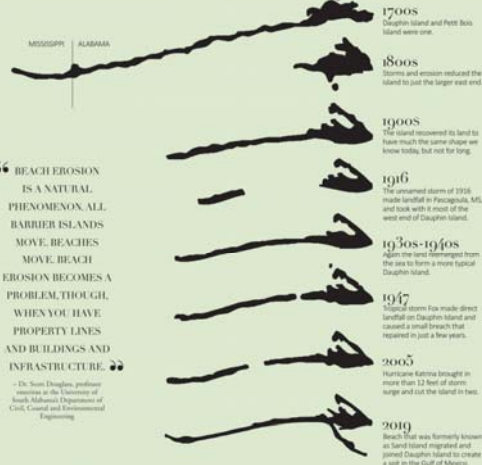 1700s
Dauphin Island and Petit Bois
Island were one.
MISSISSIPPI
ALABAMA
1800s
Storms and erosion reduced the
island to just the larger east end.
1900s
The island recovered its land to
have much the same shape we
know today, but not for long.
1916
The unnamed storm of 1916
made landfall in Pascagoula, MS,
and took with it most of the
west end of Dauphin Island.
1930s-1940s
Again the land reemerged from
the sea to form a more typical
Dauphin Island.
1947
Tropical storm Fox made direct
landfall on Dauphin Island and
caused a small breach that
repaired in just a few years.
2005
Hurricane Katrina brought in
more than 12 feet of storm
surge and cut the island in two.
2019
Beach that was formerly known
as Sand Island migrated and
joined Dauphin Island to create
a spit in the Gulf of Mexico.
“ BEACH EROSION
IS A NATURAL
PHENOMENON. ALL
BARRIER ISLANDS
MOVE. BEACHES
MOVE. BEACH
EROSION BECOMES A
PROBLEM, THOUGH,
WHEN YOU HAVE
PROPERTY LINES
AND BUILDINGS AND
INFRASTRUCTURE. ”
– Dr. Scott Douglass, professor
emeritus at the University of
South Alabama's Department of
Civil, Coastal and Environmental
Engineering